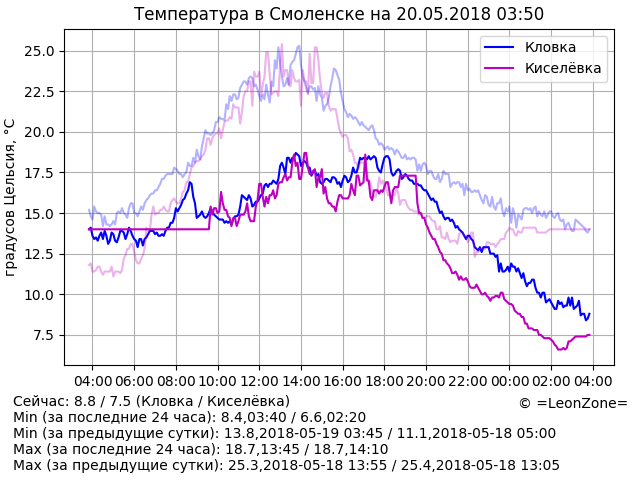 Температура в Смоленске на 20.05.2018 03:50
Кловка
Киселёвка
градусов Цельсия, °C
25.0
22.5
20.0
17.5
15.0
12.5
10.0
7.5
04:00 06:00 08:00 10:00 12:00 14:00 16:00 18:00 20:00 22:00 00:00 02:00 04:00
Сейчас: 8.8 / 7.5 (Кловка / Киселёвка)
© =LeonZone=
Min (за последние 24 часа): 8.4,03:40 / 6.6,02:20
Min (за предыдущие сутки): 13.8,2018-05-19 03:45 / 11.1,2018-05-18 05:00
Max (за последние 24 часа): 18.7,13:45 / 18.7,14:10
Max (за предыдущие сутки): 25.3,2018-05-18 13:55 / 25.4,2018-05-18 13:05